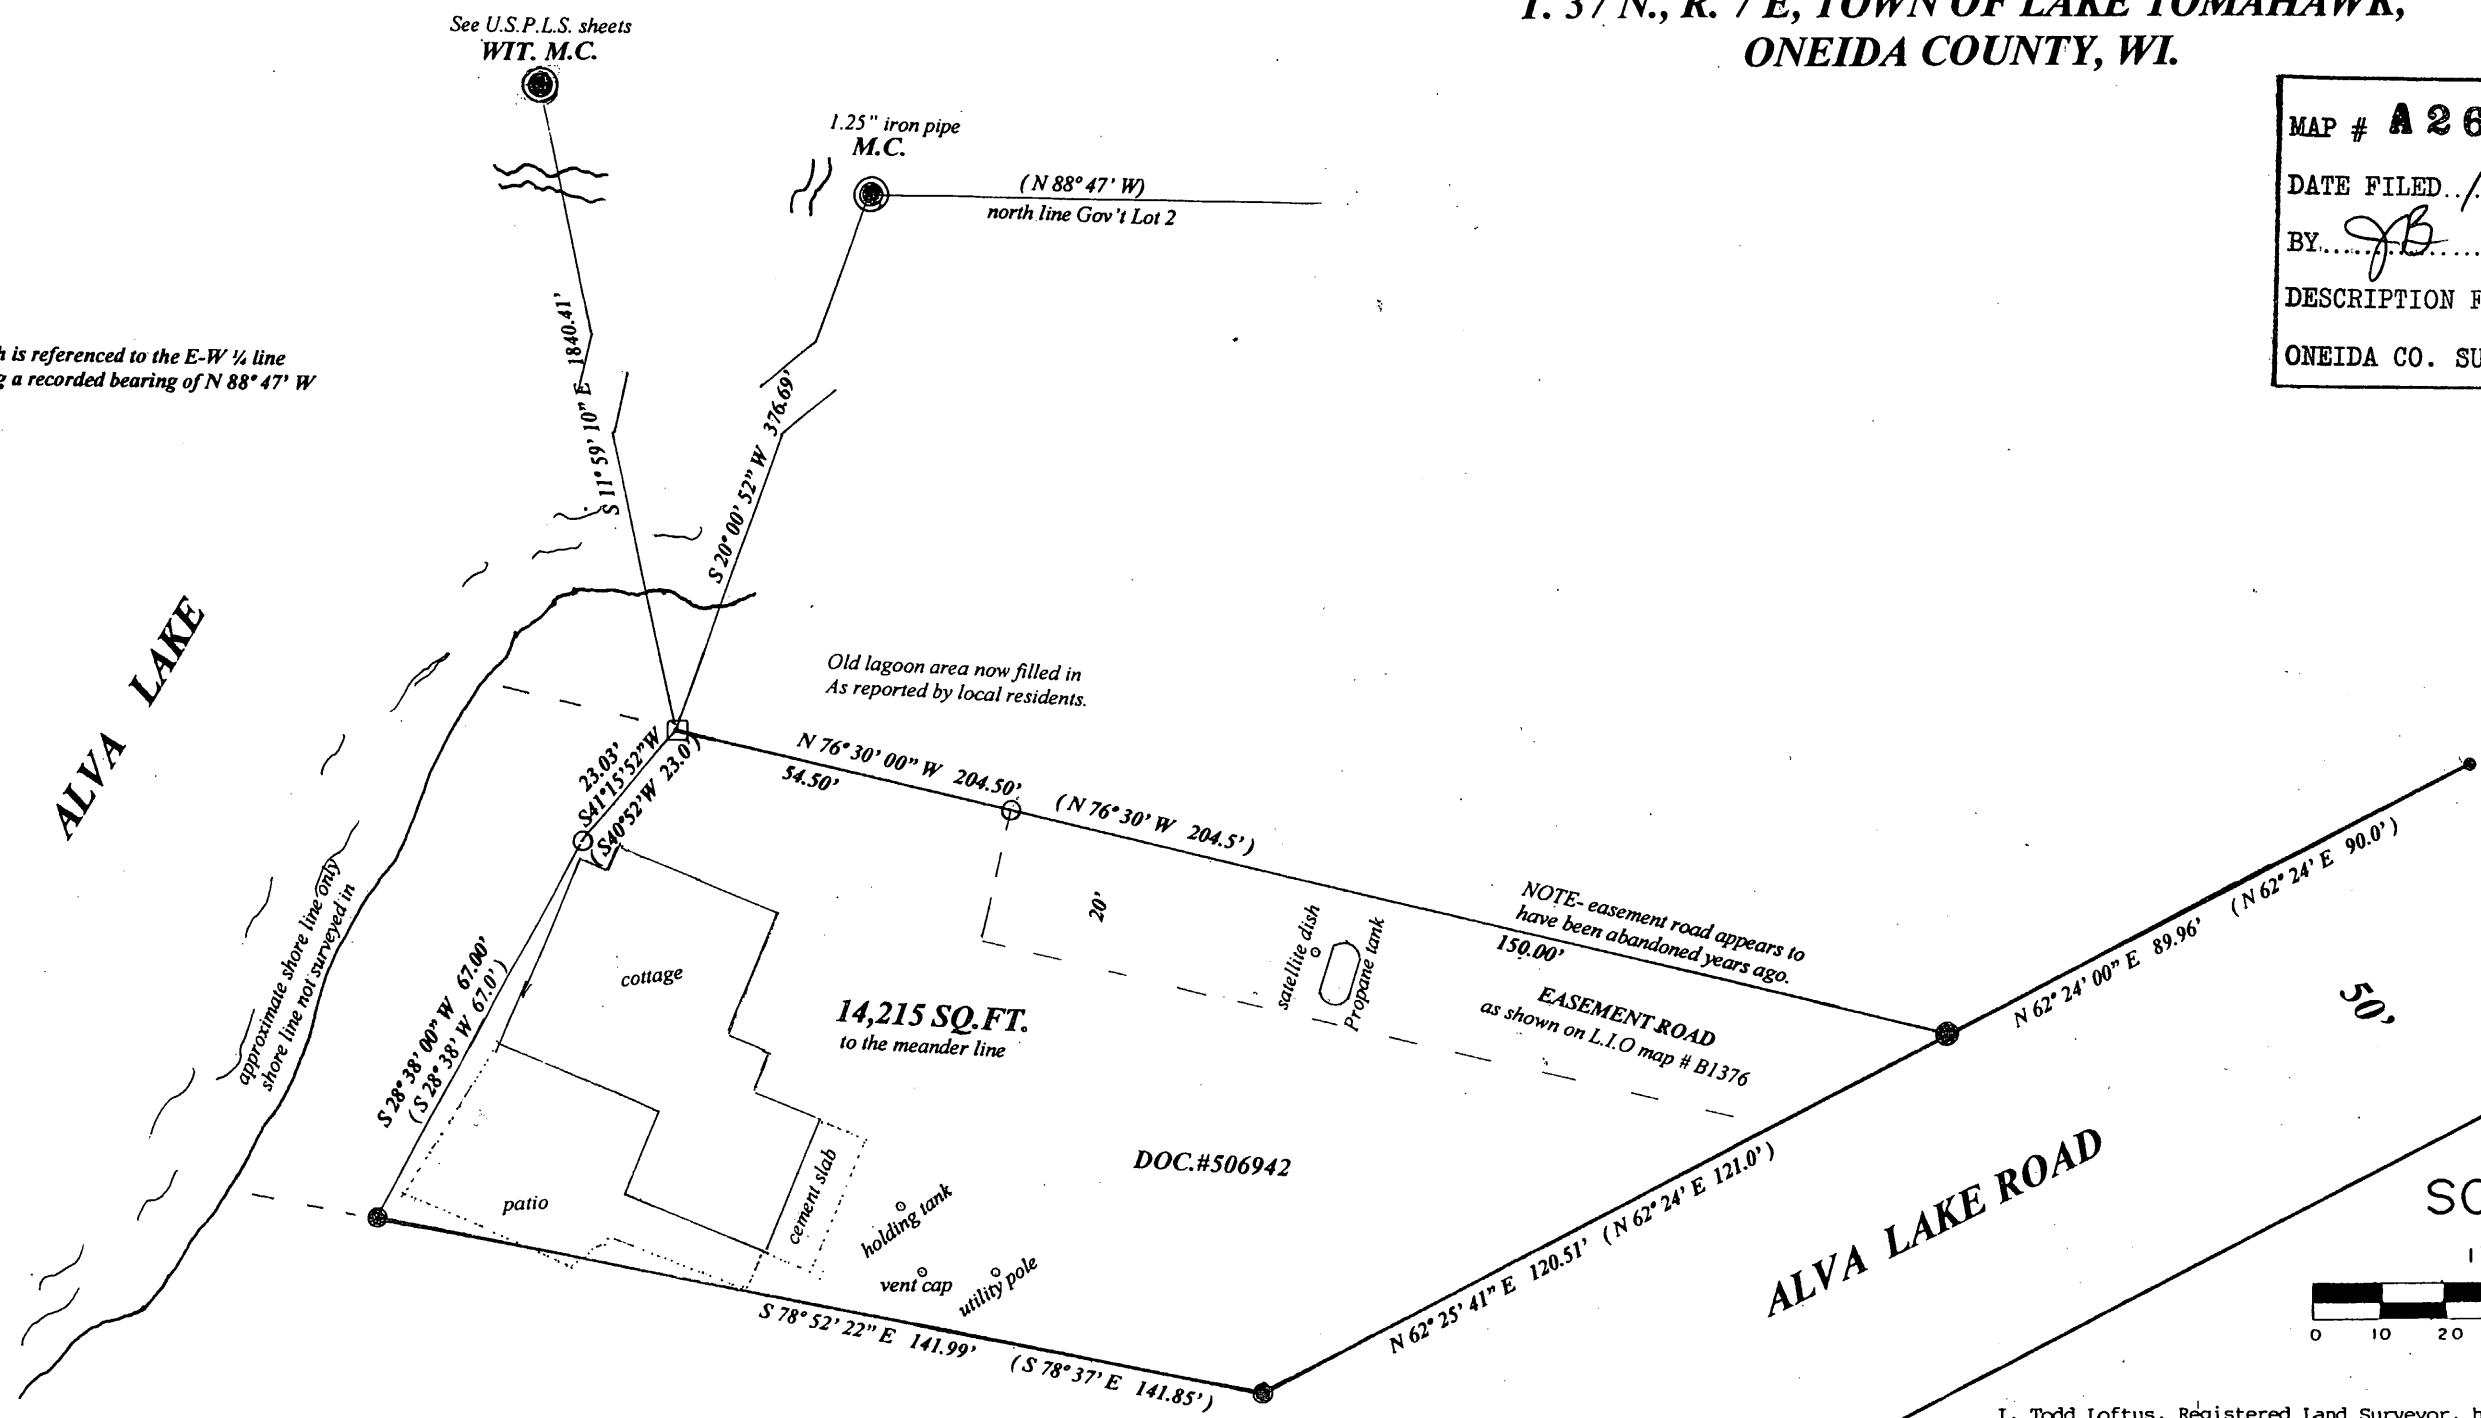 T. 37 N., R. 7 E, TOWN OF LAKE TOMAHAWK,
ONEIDA COUNTY, WI.
See U.S.P.L.S. sheets
WIT. M.C.
1.25" iron pipe
M.C.
(N 88° 47' W)
north line Gov't Lot 2
MAP # A 26
DATE FILED..
BY..JB....
DESCRIPTION F
ONEIDA CO. SU
h is referenced to the E-W ¼ line
g a recorded bearing of N 88° 47' W
S 11° 59' 10" E 1840.41'
S 20° 00' 52" W 376.69'
ALVA LAKE
Old lagoon area now filled in
As reported by local residents.
23.03'
S41°15'52"W
(S40°52'W 23.0')
N 76° 30' 00" W 204.50'
54.50'
(N 76° 30' W 204.5')
20'
satellite dish
Propane tank
NOTE- easement road appears to
have been abandoned years ago.
150.00'
EASEMENT ROAD
as shown on L.I.O map # B1376
(N 62° 24' E 90.0')
N 62° 24' 00" E 89.96'
50'
approximate shore line only
shore line not surveyed in
S 28° 38' 00" W 67.00'
(S 28° 38' W 67.0')
cottage
14,215 SQ.FT.
to the meander line
DOC.#506942
patio
cement slab
holding tank
vent cap
utility pole
S 78° 52' 22" E 141.99'
(S 78° 37' E 141.85')
N 62° 25' 41" E 120.51'
(N 62° 24' E 121.0')
ALVA LAKE ROAD
SC
0 10 20
I, Todd Loftus, Registered Land Surveyor, h